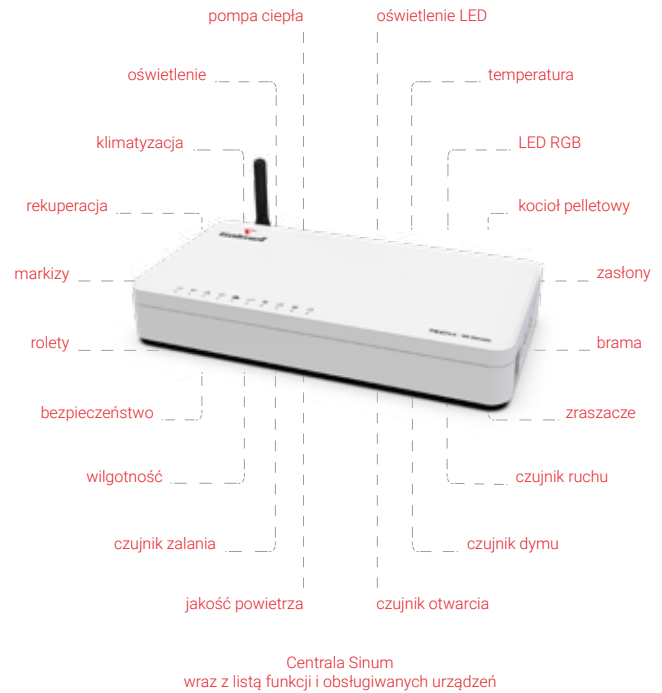 pompa ciepła
oświetlenie LED
oświetlenie
temperatura
klimatyzacja
LED RGB
rekuperacja
kocioł pelletowy
markizy
zasłony
rolety
brama
bezpieczeństwo
zraszacze
wilgotność
czujnik ruchu
czujnik zalania
czujnik dymu
jakość powietrza
czujnik otwarcia
Centrala Sinum
wraz z listą funkcji i obsługiwanych urządzeń